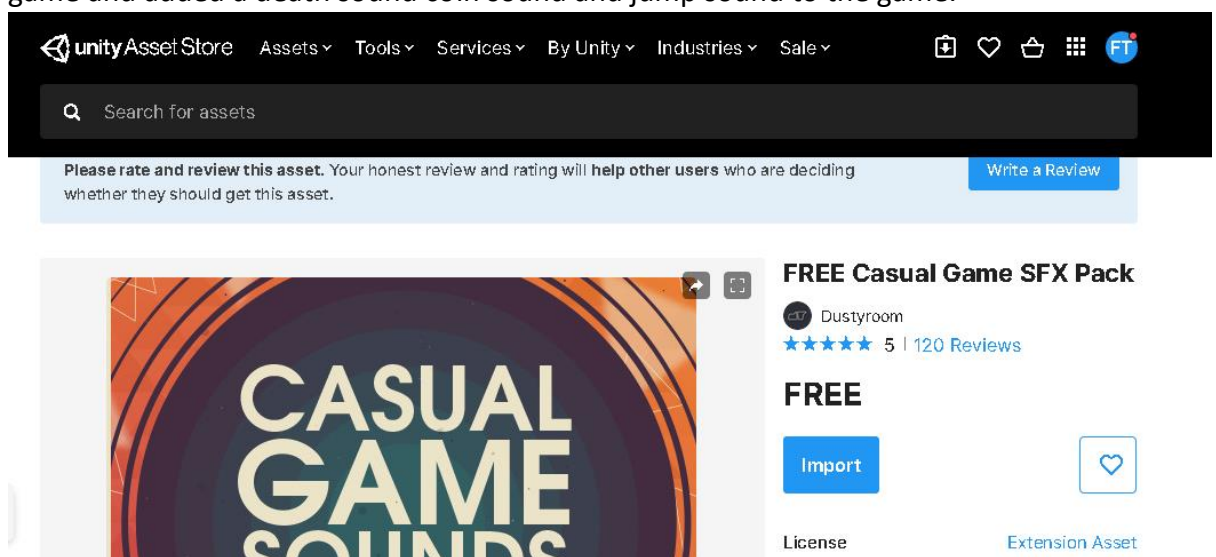 game and added a death sound coin sound and jump sound to the game.
unity Asset Store Assets Tools Services By Unity Industries Sale FT
Search for assets
Please rate and review this asset. Your honest review and rating will help other users who are deciding
whether they should get this asset.
Write a Review
FREE Casual Game SFX Pack
Dustyroom
5 | 120 Reviews
FREE
Import
License Extension Asset
CASUAL
GAME
SOUNDS